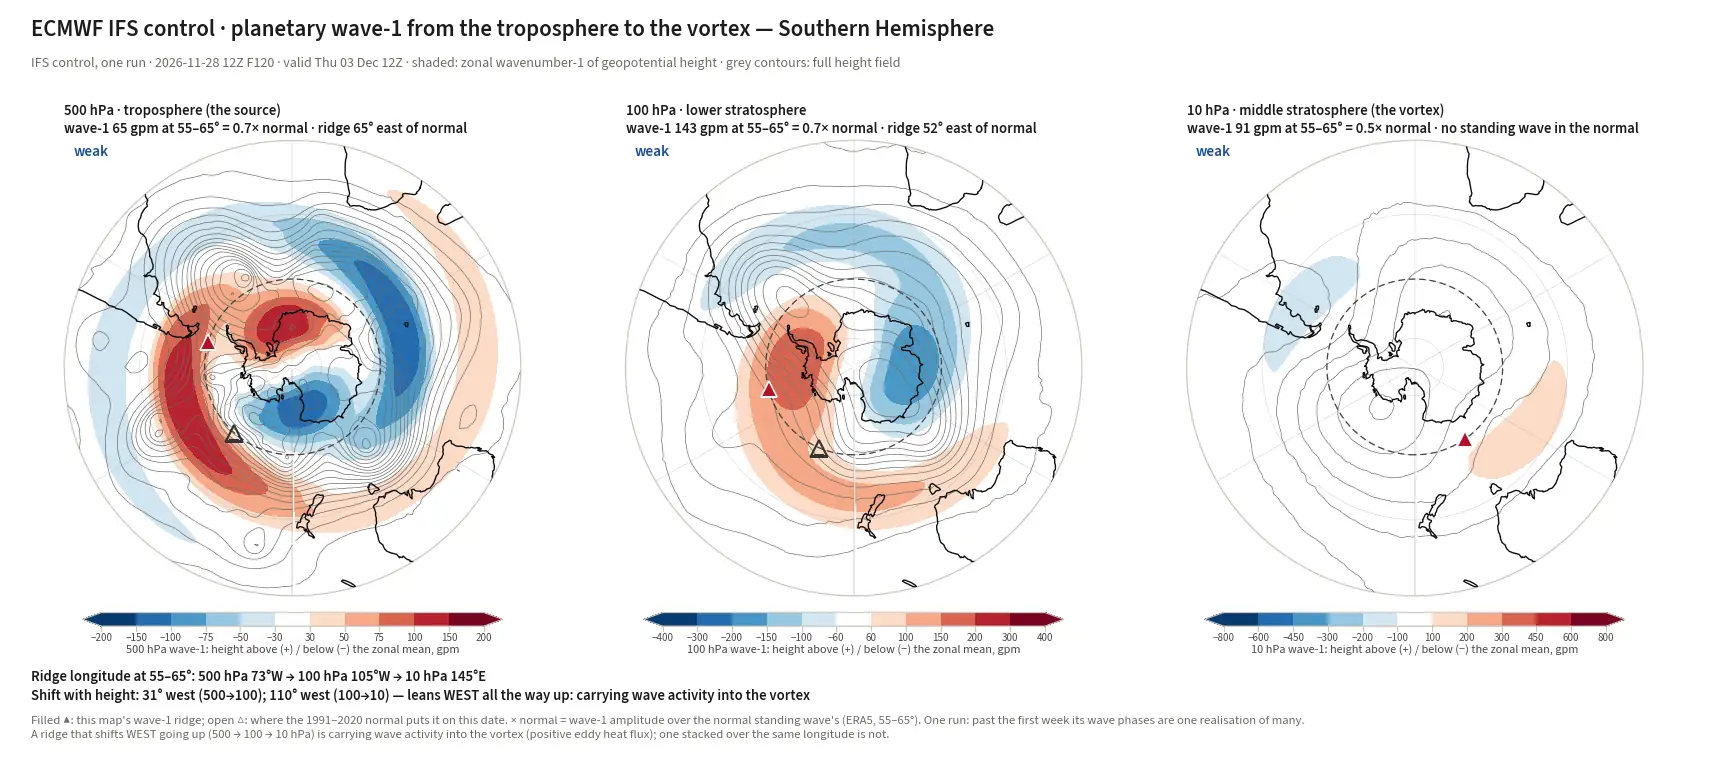 ECMWF IFS control · planetary wave-1 from the troposphere to the vortex — Southern Hemisphere
IFS control, one run · 2026-11-28 12Z F120 · valid Thu 03 Dec 12Z · shaded: zonal wavenumber-1 of geopotential height · grey contours: full height field
500 hPa · troposphere (the source)
wave-1 65 gpm at 55–65° = 0.7× normal · ridge 65° east of normal
weak
100 hPa · lower stratosphere
wave-1 143 gpm at 55–65° = 0.7× normal · ridge 52° east of normal
weak
10 hPa · middle stratosphere (the vortex)
wave-1 91 gpm at 55–65° = 0.5× normal · no standing wave in the normal
weak
−200 −150 −100 −75 −50 −30 30 50 75 100 150 200
500 hPa wave-1: height above (+) / below (−) the zonal mean, gpm
−400 −300 −200 −150 −100 −60 60 100 150 200 300 400
100 hPa wave-1: height above (+) / below (−) the zonal mean, gpm
−800 −600 −450 −300 −200 −100 100 200 300 450 600 800
10 hPa wave-1: height above (+) / below (−) the zonal mean, gpm
Ridge longitude at 55–65°: 500 hPa 73°W → 100 hPa 105°W → 10 hPa 145°E
Shift with height: 31° west (500→100); 110° west (100→10) — leans WEST all the way up: carrying wave activity into the vortex
Filled ▲: this map's wave-1 ridge; open △: where the 1991–2020 normal puts it on this date. × normal = wave-1 amplitude over the normal standing wave's (ERA5, 55–65°). One run: past the first week its wave phases are one realisation of many.
A ridge that shifts WEST going up (500 → 100 → 10 hPa) is carrying wave activity into the vortex (positive eddy heat flux); one stacked over the same longitude is not.